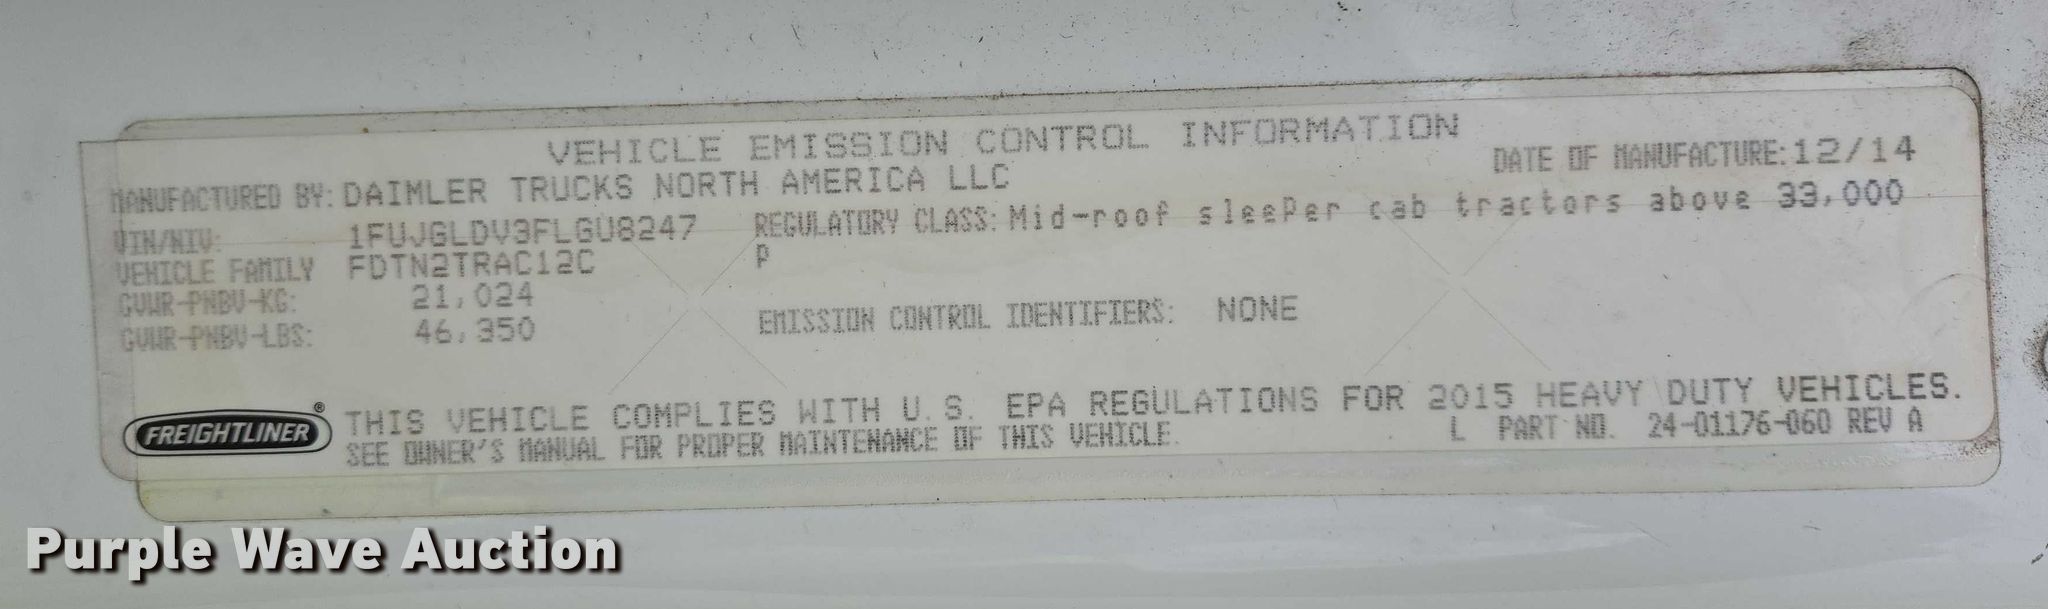 VEHICLE EMISSION CONTROL INFORMATION
DATE OF MANUFACTURE: 12/14
MANUFACTURED BY: DAIMLER TRUCKS NORTH AMERICA LLC
VIN/NIV: 1FUJGLDV3FLGU8247
REGULATORY CLASS: Mid-roof sleePer cab tractors above 33,000
P
VEHICLE FAMILY FDTN2TRAC12C
GVWR-PNBV-KG: 21,024
GVWR-PNBV-LBS: 46,350
EMISSION CONTROL IDENTIFIERS: NONE
FREIGHTLINER®
THIS VEHICLE COMPLIES WITH U.S. EPA REGULATIONS FOR 2015 HEAVY DUTY VEHICLES.
SEE OWNER'S MANUAL FOR PROPER MAINTENANCE OF THIS VEHICLE.
L PART NO. 24-01176-060 REV A
Purple Wave Auction